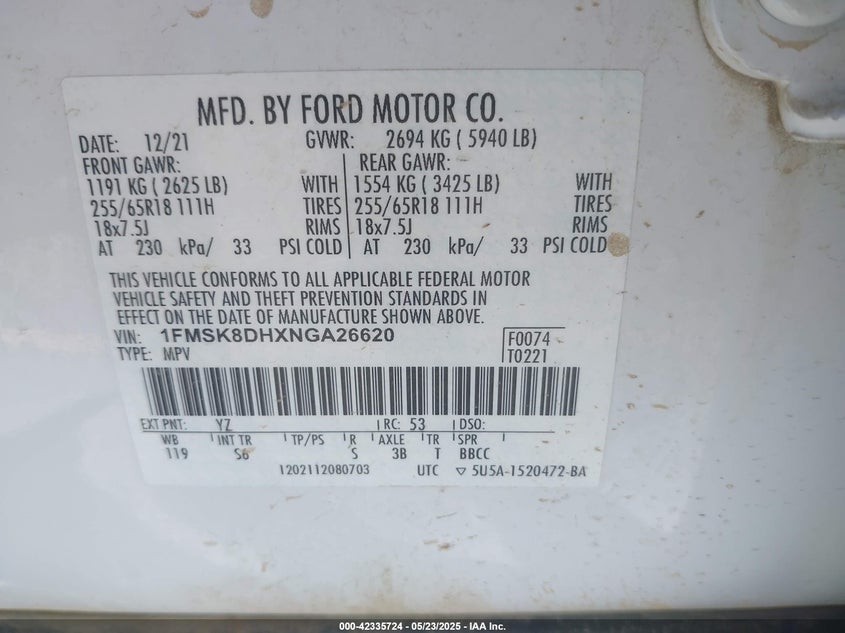 MFD. BY FORD MOTOR CO.
DATE: 12/21 GVWR: 2694 KG ( 5940 LB)
FRONT GAWR: REAR GAWR:
1191 KG ( 2625 LB) WITH 1554 KG ( 3425 LB) WITH
255/65R18 111H TIRES 255/65R18 111H TIRES
18x7.5J RIMS 18x7.5J RIMS
AT 230 kPa/ 33 PSI COLD AT 230 kPa/ 33 PSI COLD
THIS VEHICLE CONFORMS TO ALL APPLICABLE FEDERAL MOTOR
VEHICLE SAFETY AND THEFT PREVENTION STANDARDS IN
EFFECT ON THE DATE OF MANUFACTURE SHOWN ABOVE.
VIN: 1FMSK8DHXNGA26620 F0074
TYPE: MPV T0221
EXT PNT: YZ RC: 53 DSO:
WB INT TR TP/PS R AXLE TR SPR
119 S6 S 3B T BBCC
1202112080703 UTC ▽ 5U5A-1520472-BA
000-42335724 - 05/23/2025 - IAA Inc.